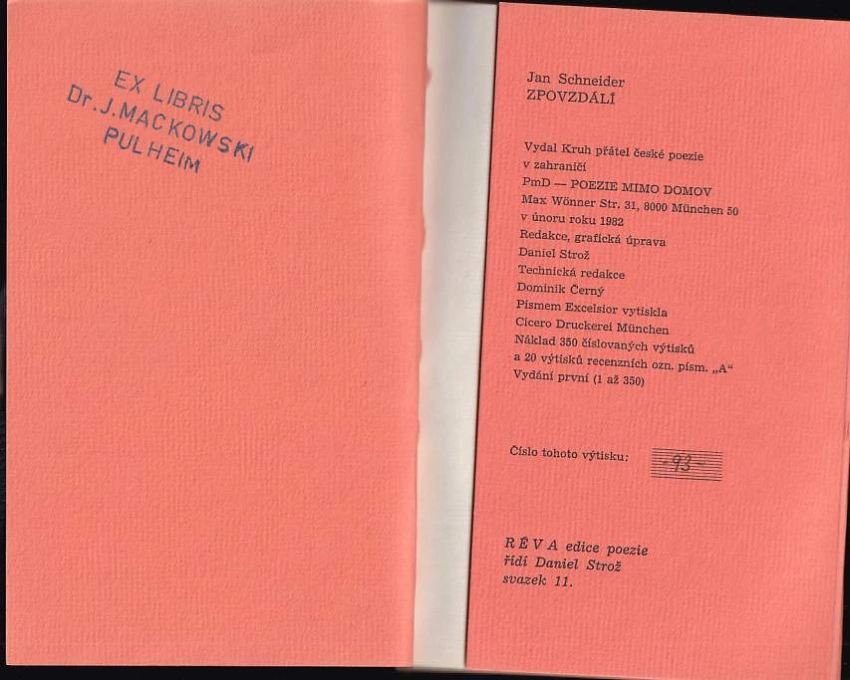 EX LIBRIS
Dr.J.MACKOWSKI
PULHEIM
Jan Schneider
ZPOVZDÁLÍ
Vydal Kruh přátel české poezie
v zahraničí
PmD — POEZIE MIMO DOMOV
Max Wönner Str. 31, 8000 München 50
v únoru roku 1982
Redakce, grafická úprava
Daniel Strož
Technická redakce
Dominik Černý
Písmem Excelsior vytiskla
Cicero Druckerei München
Náklad 350 číslovaných výtisků
a 20 výtisků recenzních ozn. písm. „A“
Vydání první (1 až 350)
Číslo tohoto výtisku: -93-
RÉVA edice poezie
řídí Daniel Strož
svazek 11.